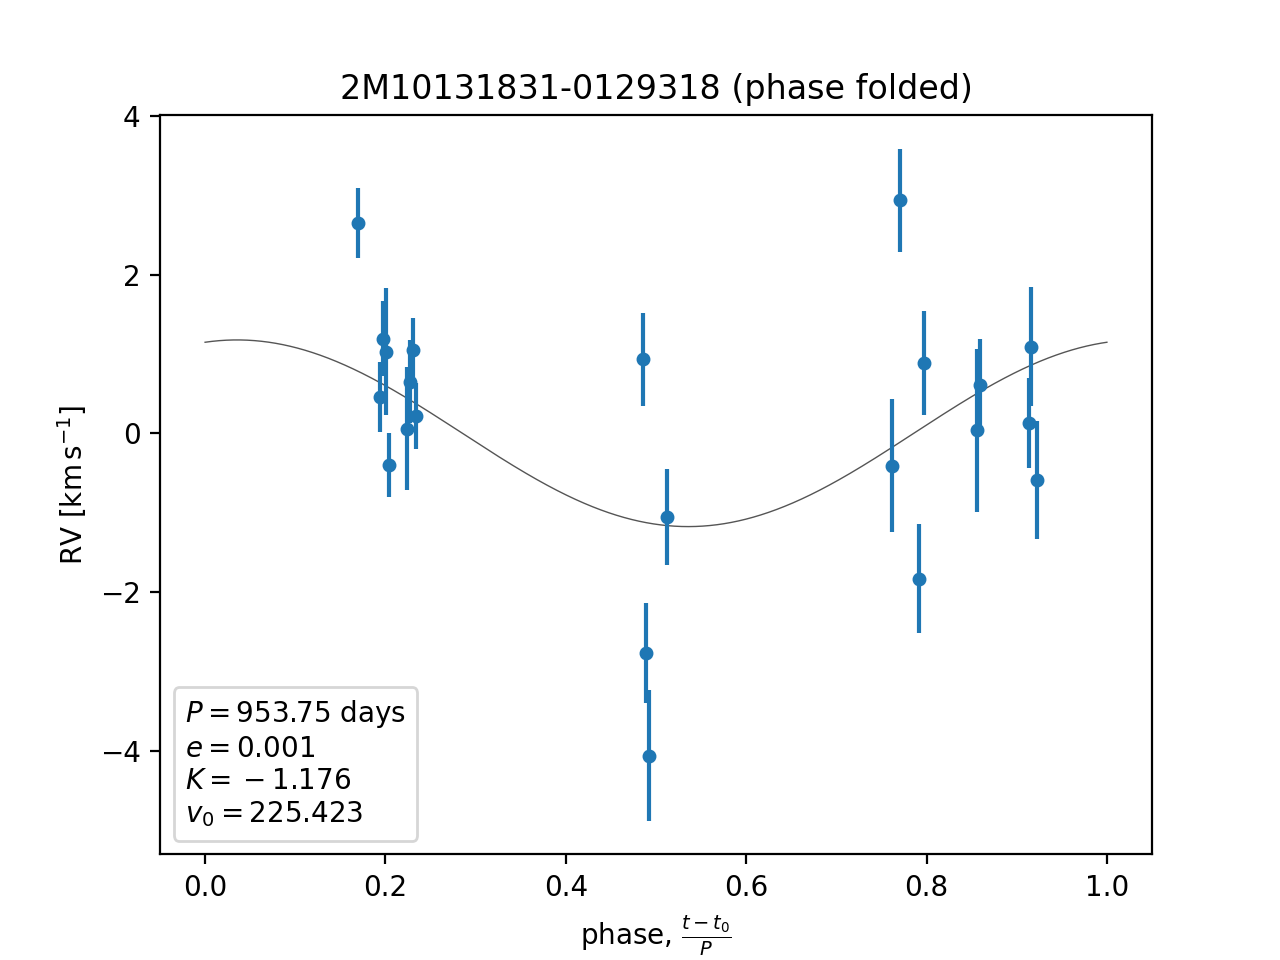 2M10131831-0129318 (phase folded)
4
2
0
−2
−4
RV [km s⁻¹]
P = 953.75 days
e = 0.001
K = −1.176
v₀ = 225.423
0.0 0.2 0.4 0.6 0.8 1.0
phase, (t − t₀)/P